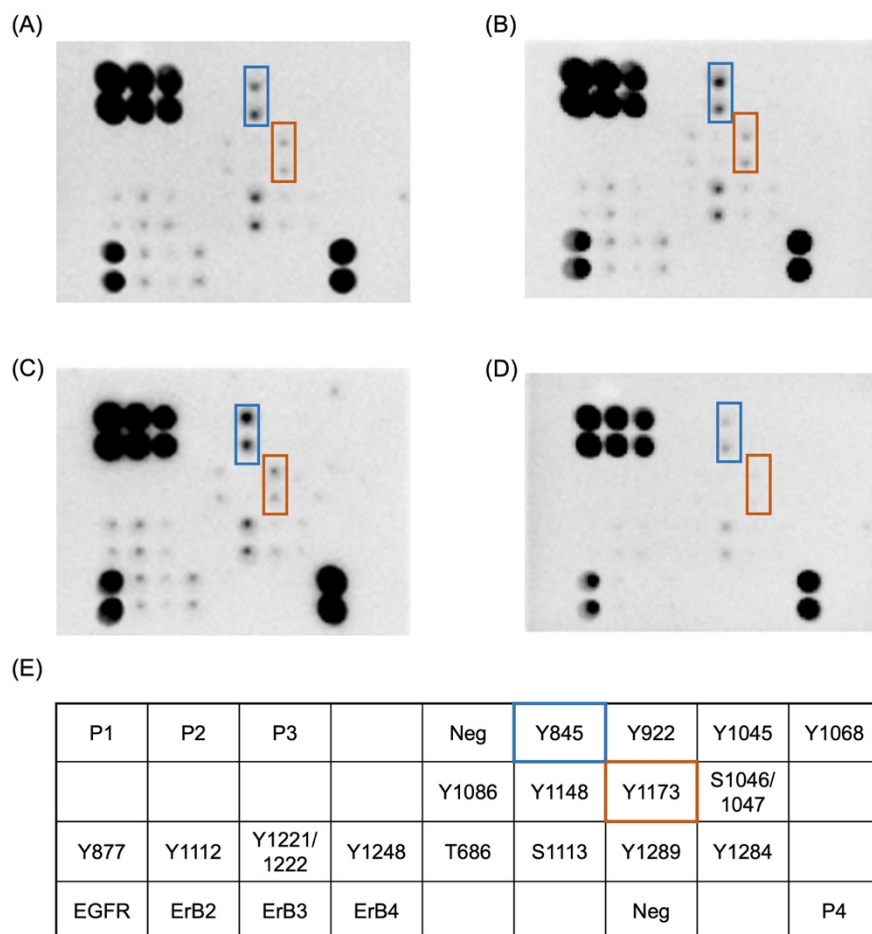 (A)
(B)
(C)
(D)
(E)
P1 P2 P3 Neg Y845 Y922 Y1045 Y1068
Y1086 Y1148 Y1173 S1046/
1047
Y877 Y1112 Y1221/
1222 Y1248 T686 S1113 Y1289 Y1284
EGFR ErB2 ErB3 ErB4 Neg P4